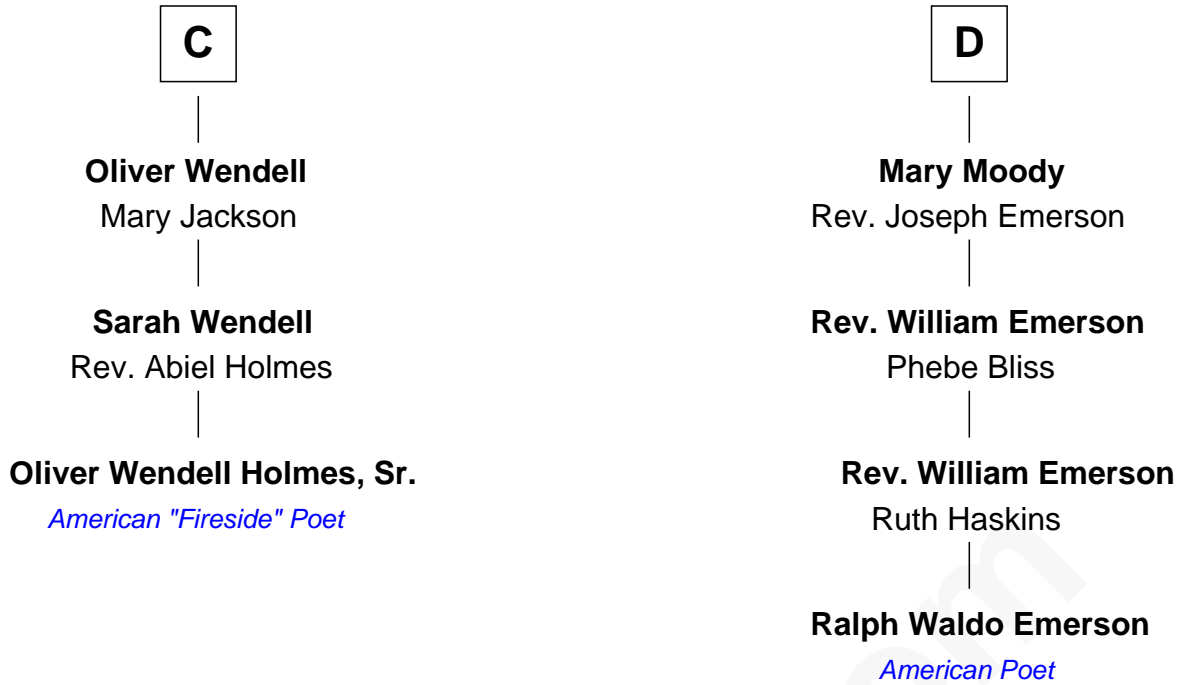 C
Oliver Wendell
Mary Jackson
Sarah Wendell
Rev. Abiel Holmes
Oliver Wendell Holmes, Sr.
American "Fireside" Poet
D
Mary Moody
Rev. Joseph Emerson
Rev. William Emerson
Phebe Bliss
Rev. William Emerson
Ruth Haskins
Ralph Waldo Emerson
American Poet